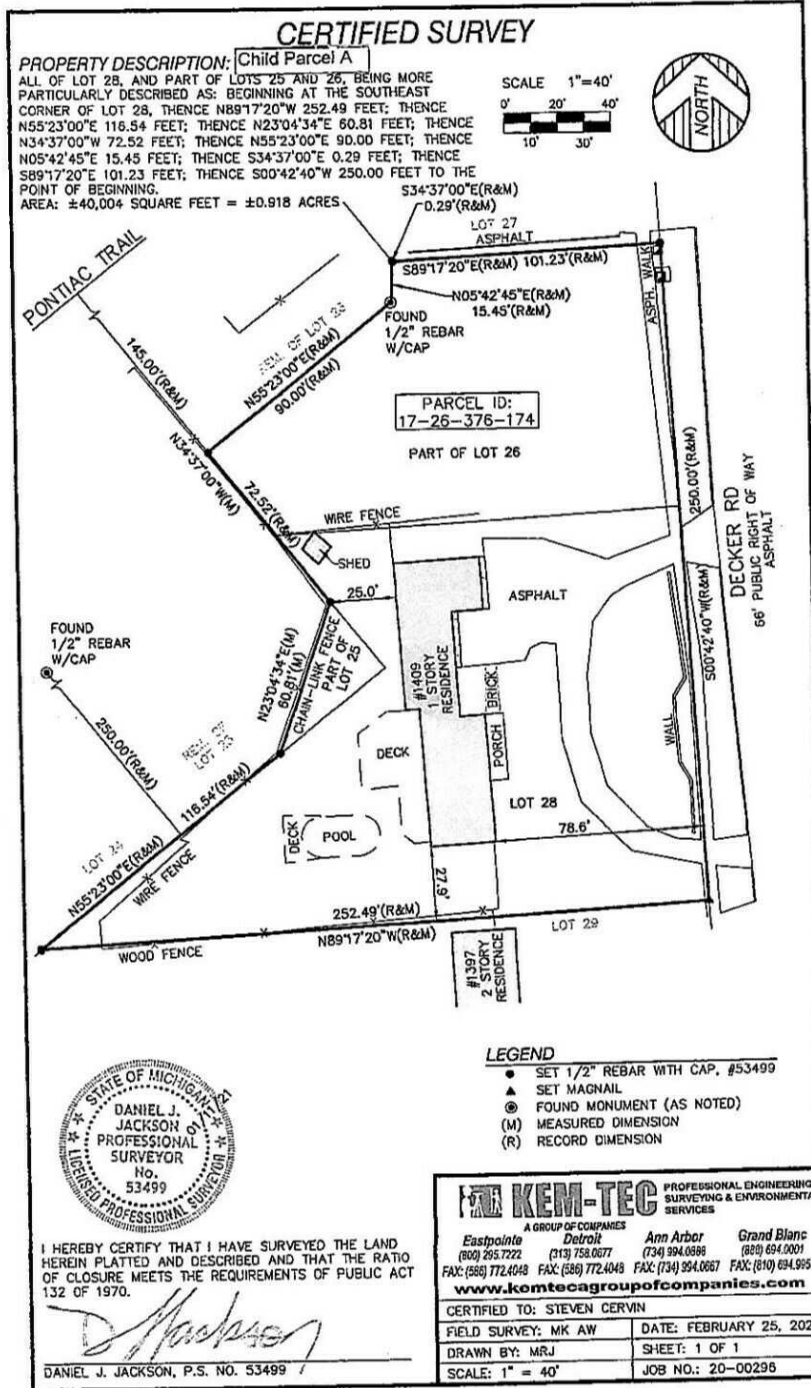 CERTIFIED SURVEY
PROPERTY DESCRIPTION: Child Parcel A
ALL OF LOT 28, AND PART OF LOTS 25 AND 26, BEING MORE
PARTICULARLY DESCRIBED AS: BEGINNING AT THE SOUTHEAST
CORNER OF LOT 28, THENCE N89°17'20"W 252.49 FEET; THENCE
N55°23'00"E 116.54 FEET; THENCE N23°04'34"E 60.81 FEET; THENCE
N34°37'00"W 72.52 FEET; THENCE N55°23'00"E 90.00 FEET; THENCE
N05°42'45"E 15.45 FEET; THENCE S34°37'00"E 0.29 FEET; THENCE
S89°17'20"E 101.23 FEET; THENCE S00°42'40"W 250.00 FEET TO THE
POINT OF BEGINNING.
AREA: ±40,004 SQUARE FEET = ±0.918 ACRES
SCALE 1"=40'
0' 20' 40'
10' 30'
NORTH
S34°37'00"E(R&M)
0.29'(R&M)
LOT 27
ASPHALT
S89°17'20"E(R&M) 101.23'(R&M)
ASPH. WALK
PONTIAC TRAIL
N05°42'45"E(R&M)
15.45'(R&M)
FOUND
1/2" REBAR
W/CAP
REM. OF LOT
N55°23'00"E(R&M)
90.00'(R&M)
145.00'(R&M)
PARCEL ID:
17-26-376-174
PART OF LOT 26
N34°37'00"W(M)
72.52'(R&M)
250.00'(R&M)
S00°42'40"W(R&M)
DECKER RD
66' PUBLIC RIGHT OF WAY
ASPHALT
WIRE FENCE
SHED
25.0'
ASPHALT
FOUND
1/2" REBAR
W/CAP
N23°04'34"E(M)
60.81'(M)
CHAIN-LINK FENCE
PART OF
LOT 25
#1409
1 STORY
RESIDENCE
BRICK
PORCH
WALL
250.00'(R&M)
REM. OF
LOT
DECK
LOT 28
116.54'(R&M)
DECK
POOL
78.6'
LOT 24
N55°23'00"E(R&M)
WIRE FENCE
27.9'
252.49'(R&M)
N89°17'20"W(R&M)
WOOD FENCE
LOT 29
#1397
2 STORY
RESIDENCE
LEGEND
SET 1/2" REBAR WITH CAP, #53499
SET MAGNAIL
FOUND MONUMENT (AS NOTED)
(M) MEASURED DIMENSION
(R) RECORD DIMENSION
STATE OF MICHIGAN
DANIEL J.
JACKSON
PROFESSIONAL
SURVEYOR
No.
53499
LICENSED PROFESSIONAL SURVEYOR
I HEREBY CERTIFY THAT I HAVE SURVEYED THE LAND
HEREIN PLATTED AND DESCRIBED AND THAT THE RATIO
OF CLOSURE MEETS THE REQUIREMENTS OF PUBLIC ACT
132 OF 1970.
D Jackson
DANIEL J. JACKSON, P.S. NO. 53499
KEM-TEC
PROFESSIONAL ENGINEERING
SURVEYING & ENVIRONMENTA
SERVICES
A GROUP OF COMPANIES
Eastpointe Detroit Ann Arbor Grand Blanc
(800) 295.7222 (313) 758.0677 (734) 994.0888 (888) 694.0001
FAX: (586) 772.4048 FAX: (586) 772.4048 FAX: (734) 994.0667 FAX: (810) 694.995
www.kemtecagroupofcompanies.com
CERTIFIED TO: STEVEN CERVIN
FIELD SURVEY: MK AW DATE: FEBRUARY 25, 202
DRAWN BY: MRJ SHEET: 1 OF 1
SCALE: 1" = 40' JOB NO.: 20-00296